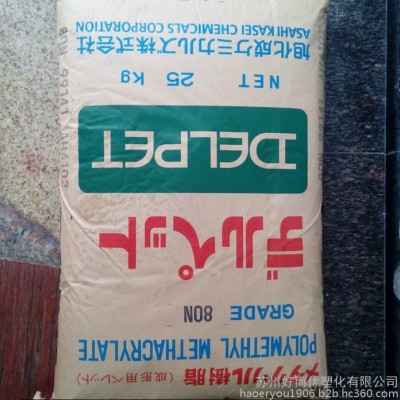 メタクリル樹脂（成形用ペレット）
POLYMETHYL METHACRYLATE
GRADE 80N
デルペット
DELPET
NET 25 Kg
旭化成ケミカルズ株式会社
ASAHI KASEI CHEMICALS CORPORATION
苏州好而优塑化有限公司
haoeryou1906.b2b.hc360.com